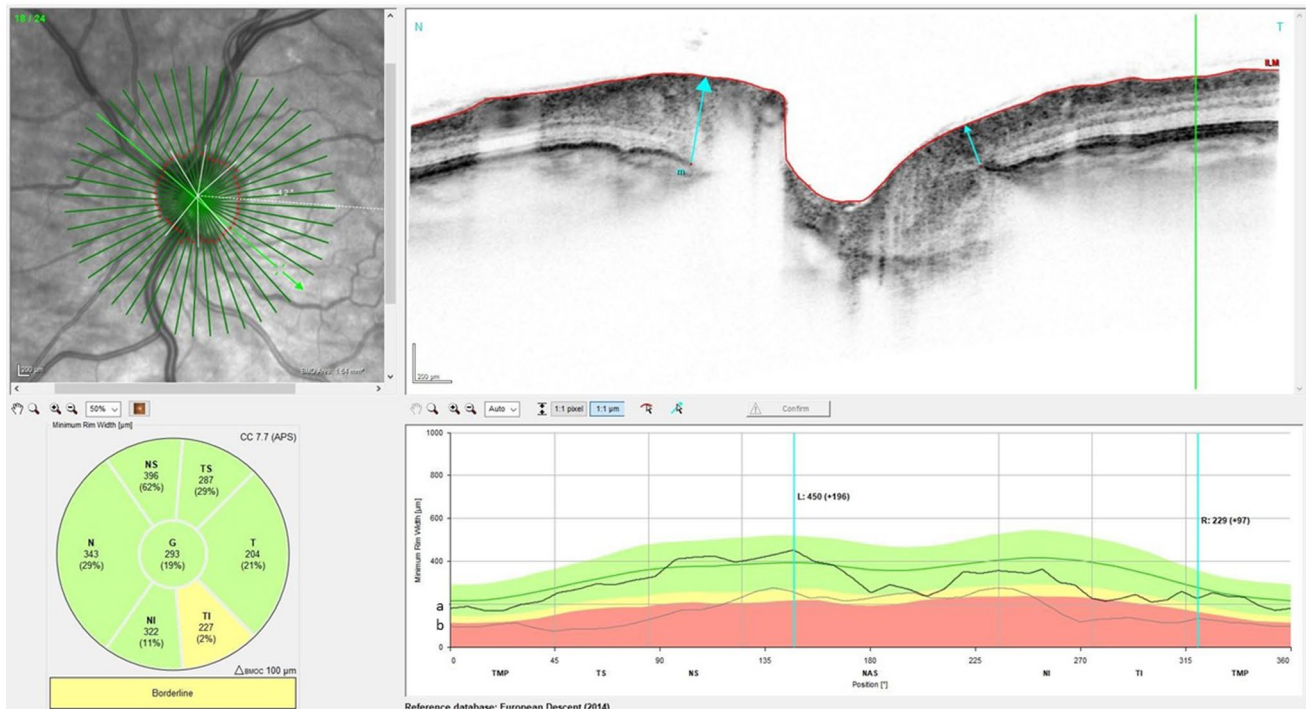 18 / 24
4.2°
200 µm
BMO Area: 1.64 mm²
N
T
ILM
m
200 µm
50%
Auto
1:1 pixel
1:1 µm
Confirm
Minimum Rim Width [µm]
CC 7.7 (APS)
NS
396
(62%)
TS
287
(29%)
N
343
(29%)
G
293
(19%)
T
204
(21%)
NI
322
(11%)
TI
227
(2%)
△BMOC 100 µm
Borderline
Minimum Rim Width [µm]
1000
800
600
400
200
0
a
b
L: 450 (+196)
R: 229 (+97)
0
45
90
135
180
225
270
315
360
TMP
TS
NS
NAS
NI
TI
TMP
Position [°]
Reference database: European Descent (2014)